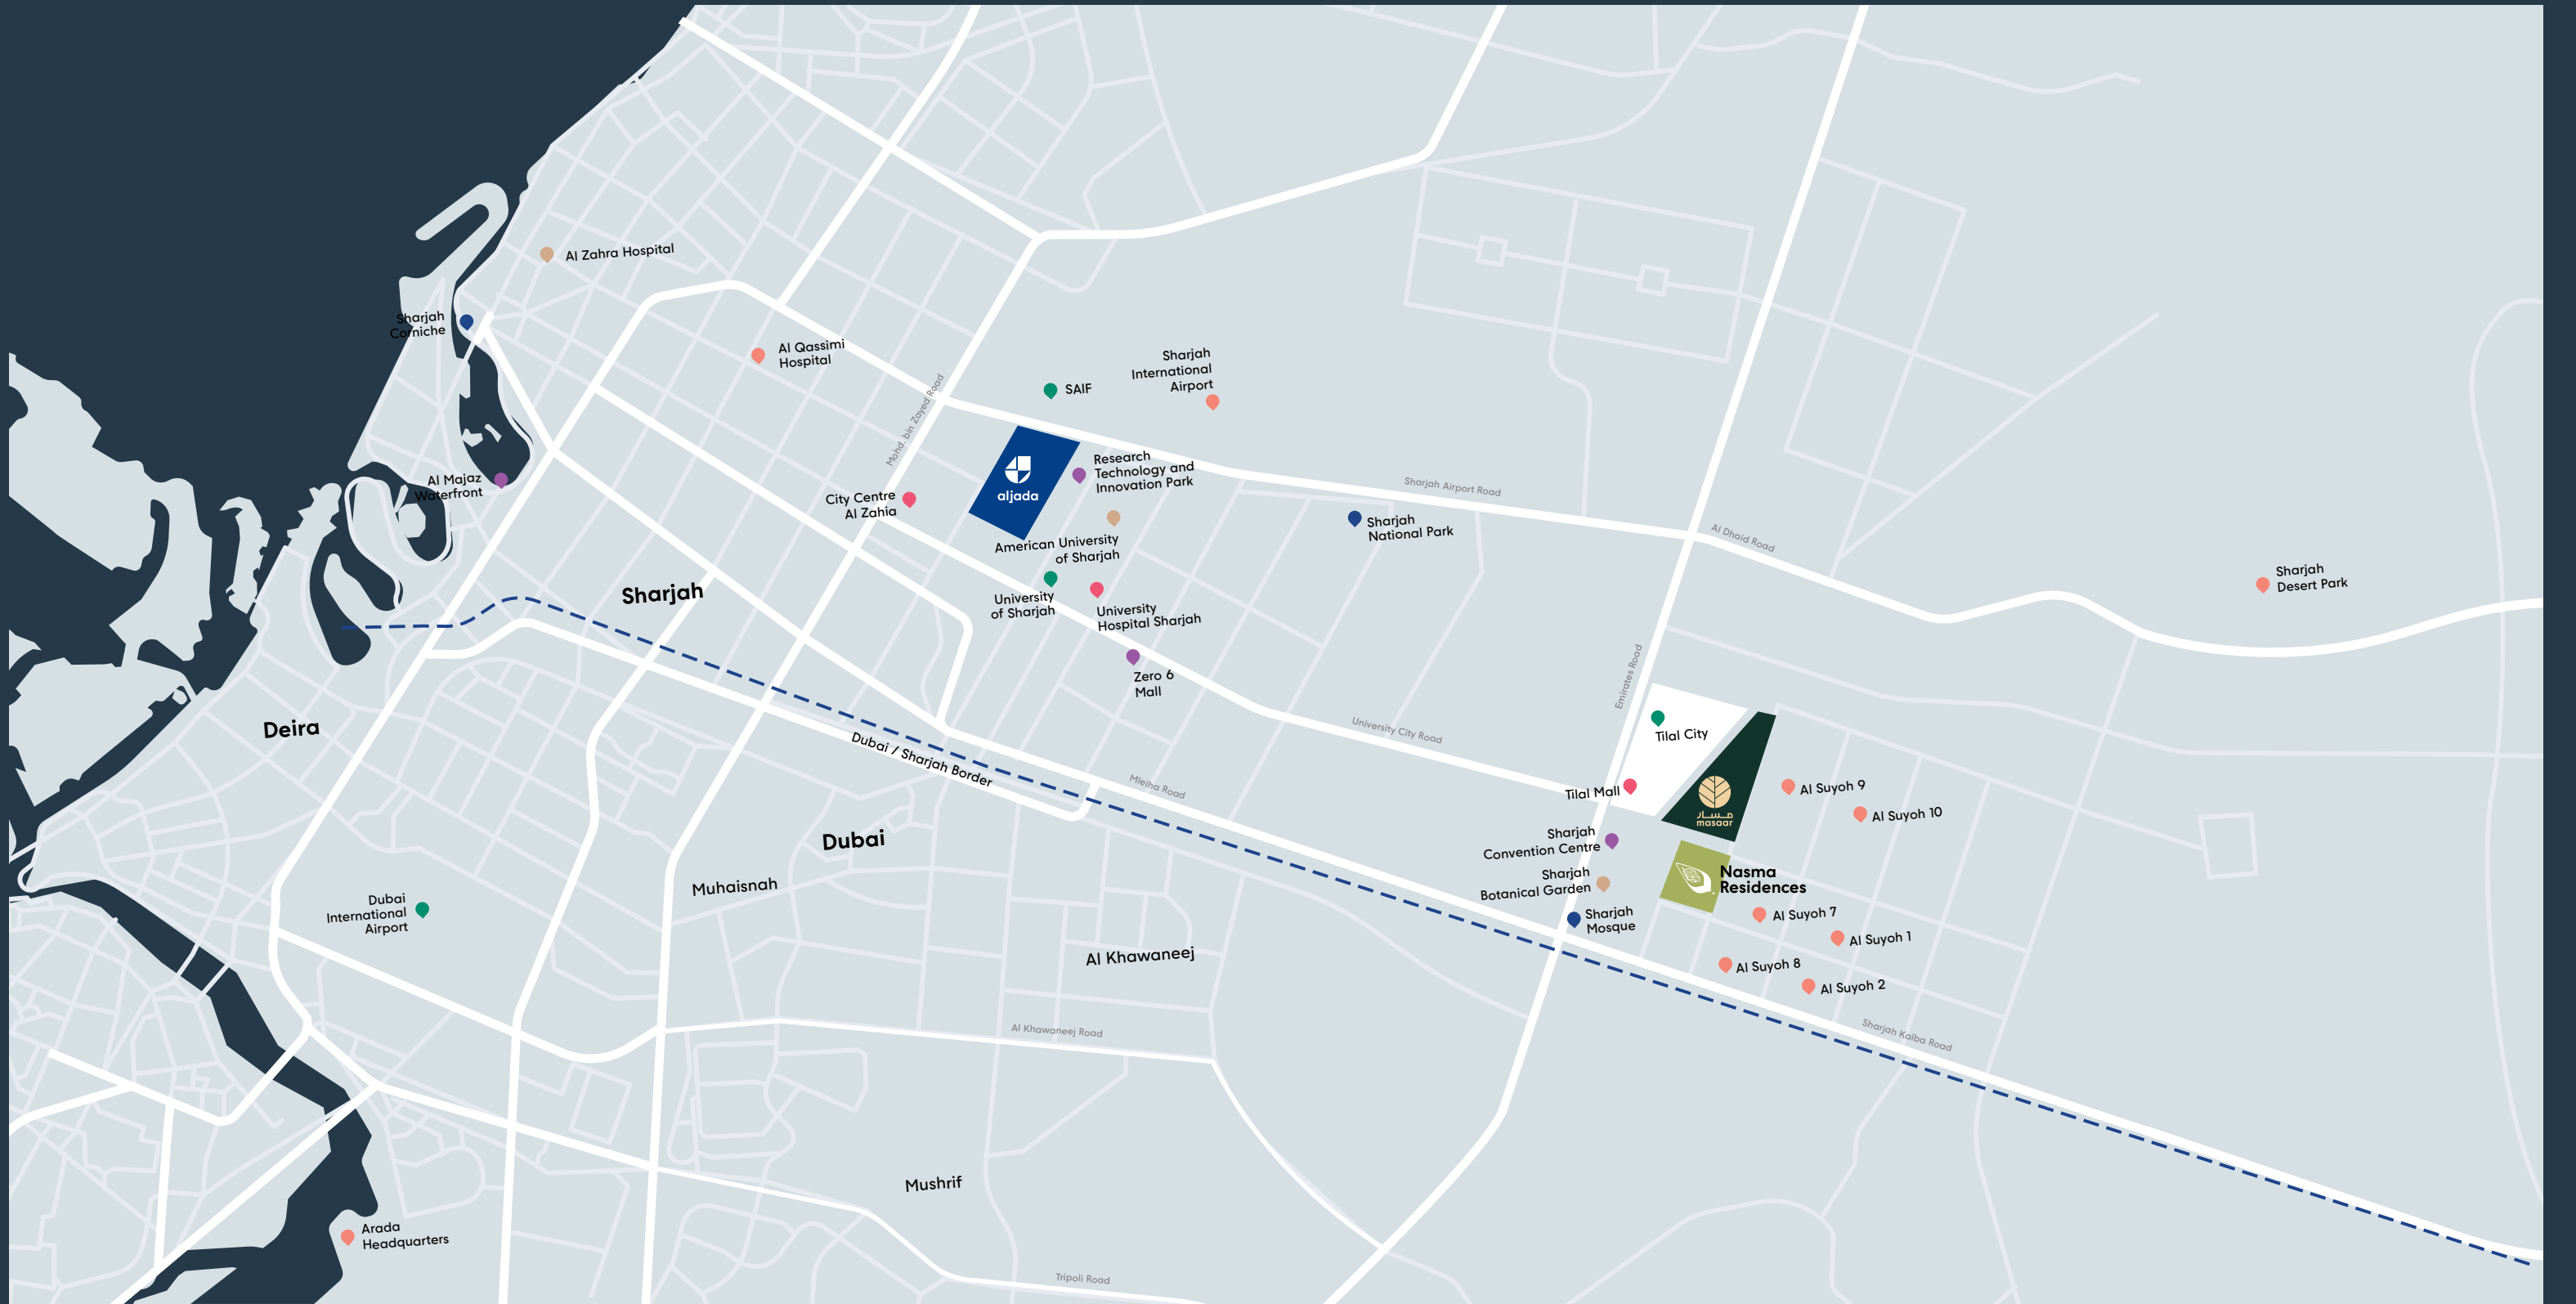 Al Zahra Hospital
Sharjah
Corniche
Al Qassimi
Hospital
Sharjah
International
Airport
SAIF
Mohd. bin Zayed Road
aljada
Research
Technology and
Innovation Park
Al Majaz
Waterfront
City Centre
Al Zahia
Sharjah Airport Road
Sharjah
National Park
American University
of Sharjah
Al Dhaid Road
Sharjah
Desert Park
Sharjah
University
of Sharjah
University
Hospital Sharjah
Zero 6
Mall
Emirates Road
Deira
University City Road
Tilal City
Dubai / Sharjah Border
Mleiha Road
Tilal Mall
مسار
masaar
Al Suyoh 9
Al Suyoh 10
Dubai
Sharjah
Convention Centre
Muhaisnah
Sharjah
Botanical Garden
Nasma
Residences
Dubai
International
Airport
Sharjah
Mosque
Al Suyoh 7
Al Suyoh 1
Al Khawaneej
Al Suyoh 8
Al Suyoh 2
Al Khawaneej Road
Sharjah Kalba Road
Mushrif
Arada
Headquarters
Tripoli Road